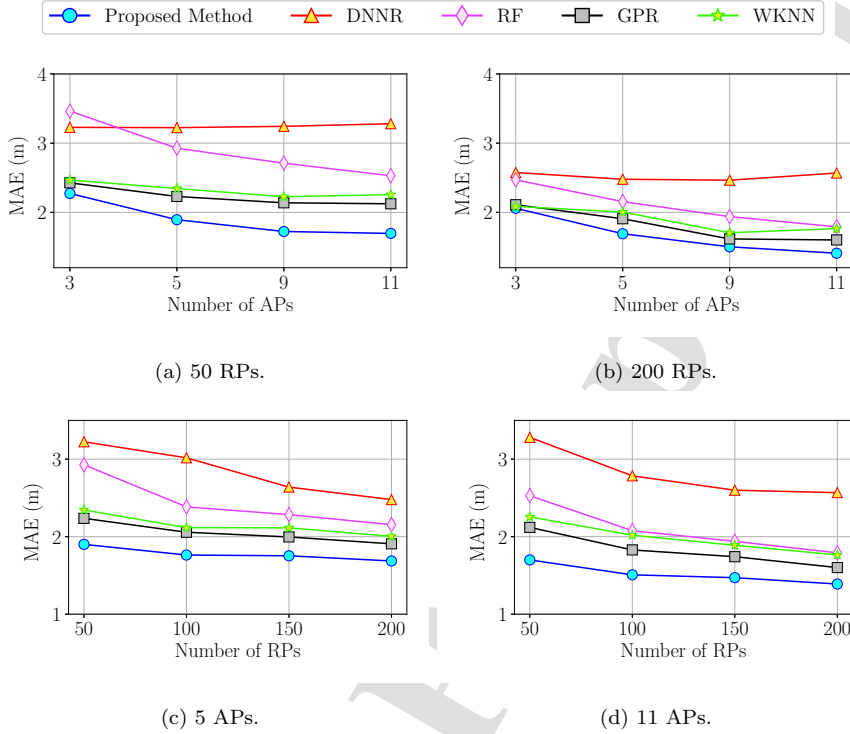 Proposed Method DNNR RF GPR WKNN
4
3
2
MAE (m)
3 5 9 11
Number of APs
(a) 50 RPs.
4
3
2
MAE (m)
3 5 9 11
Number of APs
(b) 200 RPs.
3
2
1
MAE (m)
50 100 150 200
Number of RPs
(c) 5 APs.
3
2
1
MAE (m)
50 100 150 200
Number of RPs
(d) 11 APs.